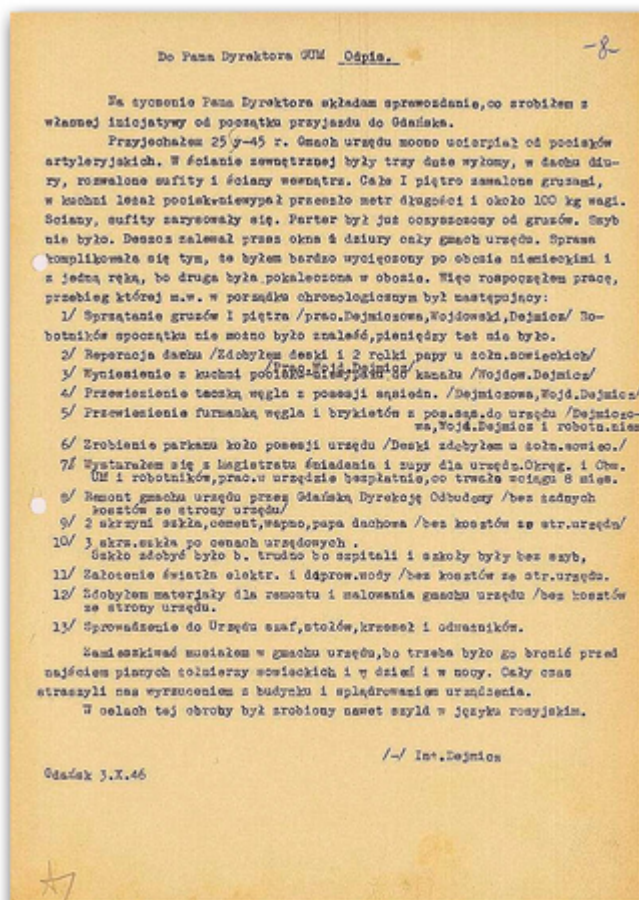 -8-
Do Pana Dyrektora GUM Odpis.
Na życzenie Pana Dyrektora składam sprawozdanie,co zrobiłem z
własnej inicjatywy od początku przyjazdu do Gdańska.
Przyjechałem 25 -45 r. Gmach urzędu mocno ucierpiał od pocisków
artyleryjskich. W ścianie zewnętrznej były trzy duże wyłomy, w dachu dziu-
ry, rozwalone sufity i ściany wewnątrz. Całe I piętro zawalone gruzami,
w kuchni leżał pocisk-niewypał przeszło metr długości i około 100 kg wagi.
Ściany, sufity zarysowały się. Parter był już oczyszczony od gruzów. Szyb
nie było. Deszcz zalewał przez okna i dziury cały gmach urzędu. Sprawa
komplikowała się tym, że byłem bardzo wycięczony po obozie niemieckim i
z jedną ręką, bo druga była pokaleczona w obozie. Więc rozpocząłem pracę,
przebieg której m.w. w porządku chronologicznym był następujący:
1/ Sprzątanie gruzów I piętra /prac.Dejmiczowa,Wojdowski,Dejmicz/ Ro-
botników spoczątku nie można było znaleść,pieniędzy też nie było.
2/ Reperacja dachu /Zdobyłem deski i 2 rolki papy u żołn.sowieckich/
/Prac.Wojd.Dejmicz/
3/ Wyniesienie z kuchni pocisku-niewypału do kanału /Wojdow.Dejmicz/
4/ Przewiezienie taczką węgla z posesji sąsiedn. /Dejmiczowa,Wojd.Dejmicz/
5/ Przewiezienie furmanką węgla i brykietów z pos.sąs.do urzędu /Dejmiczo-
wa,Wojd.Dejmicz i robotn.niem
6/ Zrobienie parkanu koło posesji urzędu /Deski zdobyłem u żołn.sowiec./
7/ Wystarałem się z Magistratu śniadania i zupy dla urzędn.Okręg. i Obw.
UM i robotników,prac.w urzędzie bezpłatnie,co trwało wciągu 8 mies.
8/ Remont gmachu urzędu przez Gdańską Dyrekcję Odbudowy /bez żadnych
kosztów ze strony urzędu/
9/ 2 skrzyni szkła,cement,wapno,papa dachowa /bez kosztów ze str.urzędu/
10/ 3 skrz.szkła po cenach urzędowych .
Szkło zdobyć było b. trudno bo szpitali i szkoły były bez szyb,
11/ Założenie światła elektr. i doprow.wody /bez kosztów ze str.urzędu.
12/ Zdobyłem materjały dla remontu i malowania gmachu urzędu /bez kosztów
ze strony urzędu.
13/ Sprowadzenie do Urzędu szaf,stołów,krzeseł i odważników.
Zamieszkiwać musiałem w gmachu urzędu,bo trzeba było go bronić przed
najściem pianych żołnierzy sowieckich i w dzień i w nocy. Cały czas
straszyli nas wyrzuceniem z budynku i splądrowaniem urządzenia.
W celach tej obrony był zrobiony nawet szyld w języku rosyjskim.
/-/ Inż.Dejmicz
Gdańsk 3.X.46